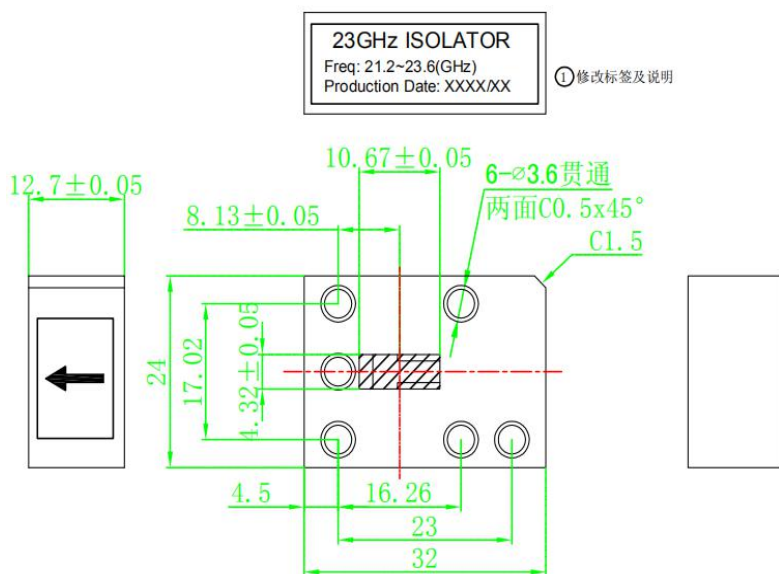 23GHz ISOLATOR
Freq: 21.2~23.6(GHz)
Production Date: XXXX/XX
①修改标签及说明
10.67±0.05
12.7±0.05
6-⌀3.6贯通
8.13±0.05
两面C0.5x45°
C1.5
24
17.02
4.32±0.05
4.5
16.26
23
32